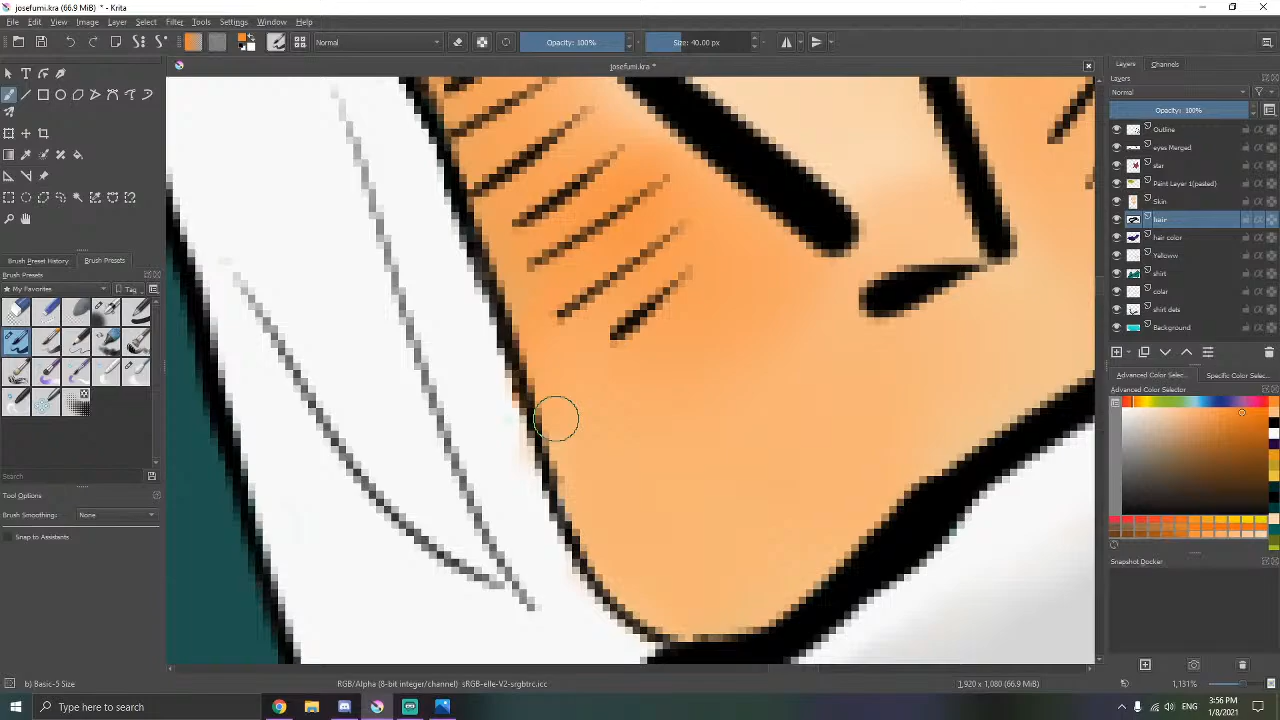 josefumi.kra (66.9 MiB) * - Krita
File Edit View Image Layer Select Filter Tools Settings Window Help
Normal Opacity: 100% Size: 40.00 px
josefumi.kra *
Layers Channels
Layers
Normal
Opacity: 100%
Outline
eyes Merged
star
Paint Layer 1(pasted)
Skin
hair
hair color
Yelloww
shirt
colar
shirt dets
Background
Brush Preset History Brush Presets
Brush Presets
My Favorites Tag
Search
Tool Options
Brush Smoothing: None
Snap to Assistants
Advanced Color Selec... Specific Color Selec...
Advanced Color Selector
Snapshot Docker
b) Basic-5 Size RGB/Alpha (8-bit integer/channel) sRGB-elle-V2-srgbtrc.icc 1,920 x 1,080 (66.9 MiB) 1,131%
Type here to search
3:56 PM
1/8/2021